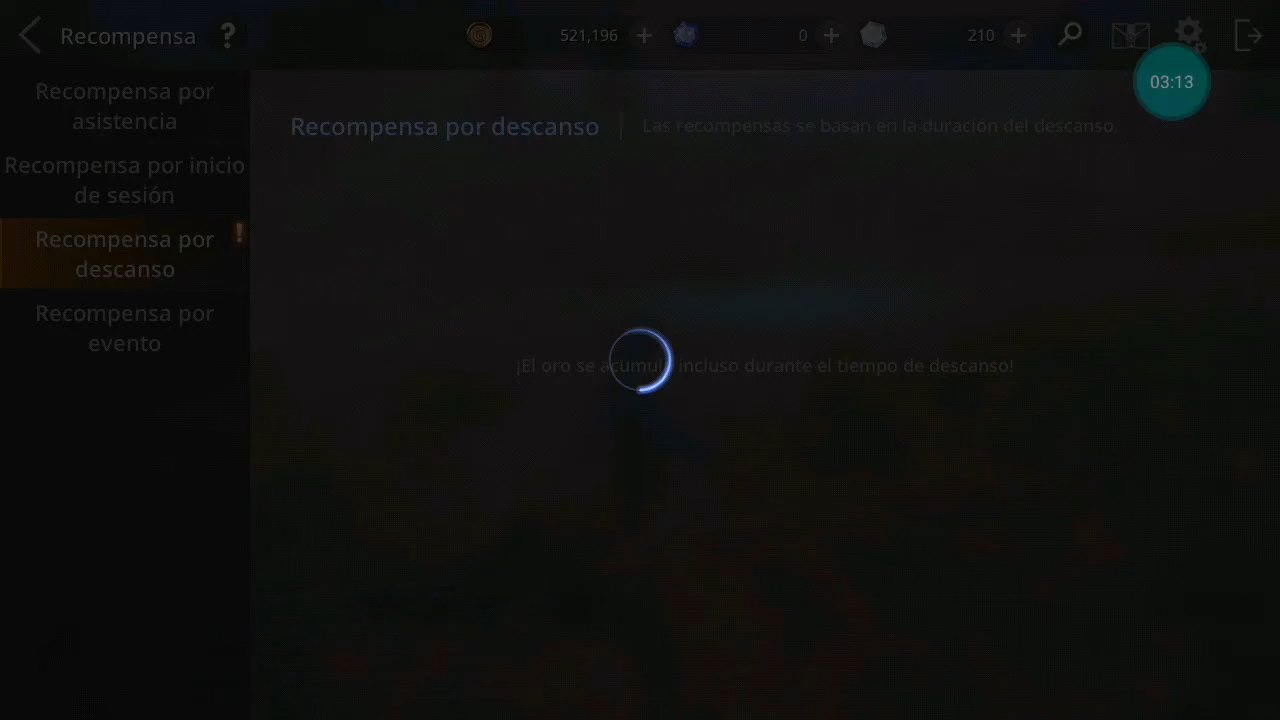 Recompensa ? 521,196 + 0 + 210 +
03:13
Recompensa por
asistencia
Recompensa por inicio
de sesión
Recompensa por
descanso
!
Recompensa por
evento
Recompensa por descanso | Las recompensas se basan en la duración del descanso.
¡El oro se acumula incluso durante el tiempo de descanso!